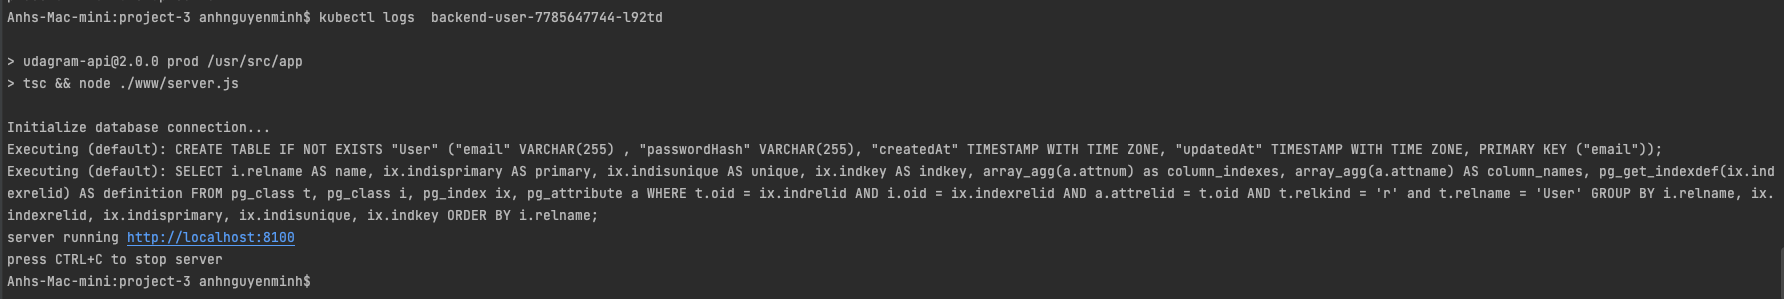 Anhs-Mac-mini:project-3 anhnguyenminh$ kubectl logs  backend-user-7785647744-l92td
> udagram-api@2.0.0 prod /usr/src/app
> tsc && node ./www/server.js
Initialize database connection...
Executing (default): CREATE TABLE IF NOT EXISTS "User" ("email" VARCHAR(255) , "passwordHash" VARCHAR(255), "createdAt" TIMESTAMP WITH TIME ZONE, "updatedAt" TIMESTAMP WITH TIME ZONE, PRIMARY KEY ("email"));
Executing (default): SELECT i.relname AS name, ix.indisprimary AS primary, ix.indisunique AS unique, ix.indkey AS indkey, array_agg(a.attnum) as column_indexes, array_agg(a.attname) AS column_names, pg_get_indexdef(ix.ind
exrelid) AS definition FROM pg_class t, pg_class i, pg_index ix, pg_attribute a WHERE t.oid = ix.indrelid AND i.oid = ix.indexrelid AND a.attrelid = t.oid AND t.relkind = 'r' and t.relname = 'User' GROUP BY i.relname, ix.
indexrelid, ix.indisprimary, ix.indisunique, ix.indkey ORDER BY i.relname;
server running http://localhost:8100
press CTRL+C to stop server
Anhs-Mac-mini:project-3 anhnguyenminh$